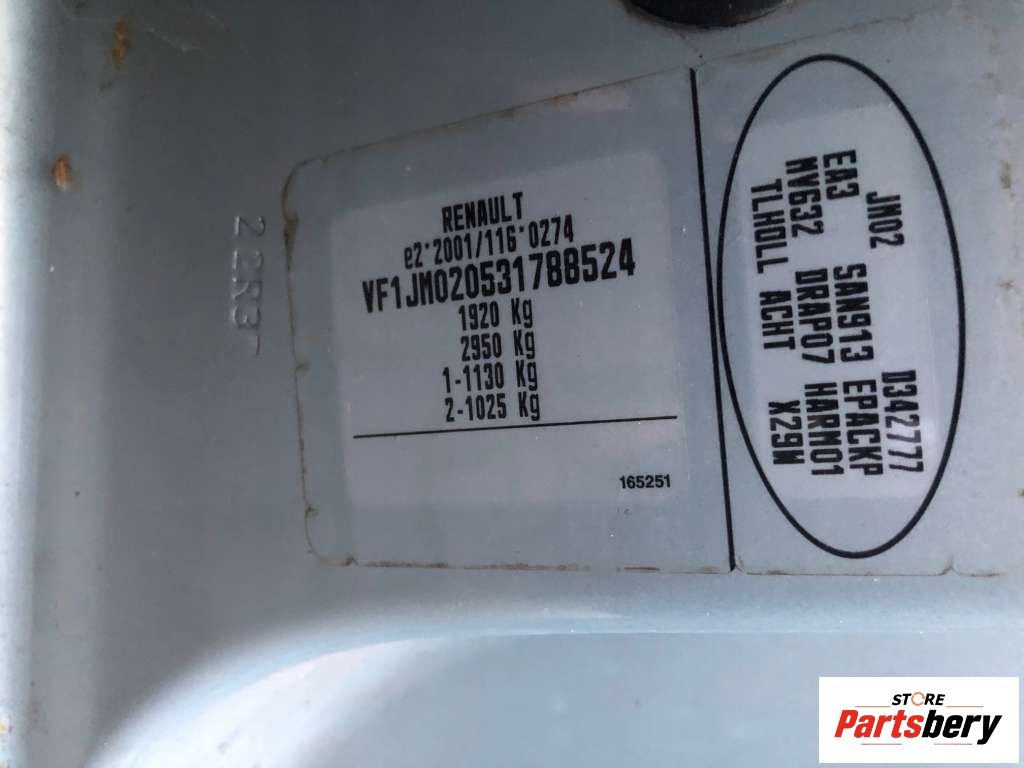 2CR3
RENAULT
e2*2001/116*0274
VF1JM020531788524
1920 Kg
2950 Kg
1-1130 Kg
2-1025 Kg
165251
JM02 D342777
EA3 SAN913 EPACKP
MV632 DRAP07 HARM01
TLHOLL ACHT X29W
STORE
Partsbery